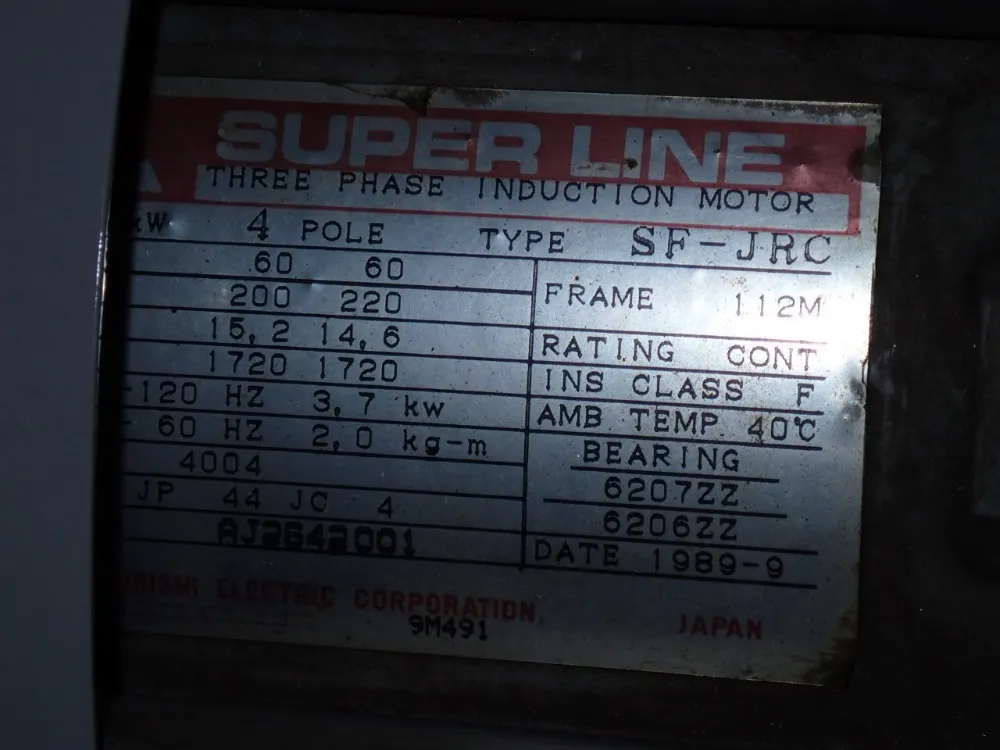 SUPER LINE
THREE PHASE INDUCTION MOTOR
kW 4 POLE TYPE SF-JRC
60 60
200 220
FRAME 112M
15,2 14,6
RATING CONT
1720 1720
INS CLASS F
-120 HZ 3,7 kw
AMB TEMP 40℃
60 HZ 2,0 kg-m
BEARING
4004
6207ZZ
JP 44 JC 4
6206ZZ
AJ2642001
DATE 1989-9
ELECTRIC CORPORATION JAPAN
9M491